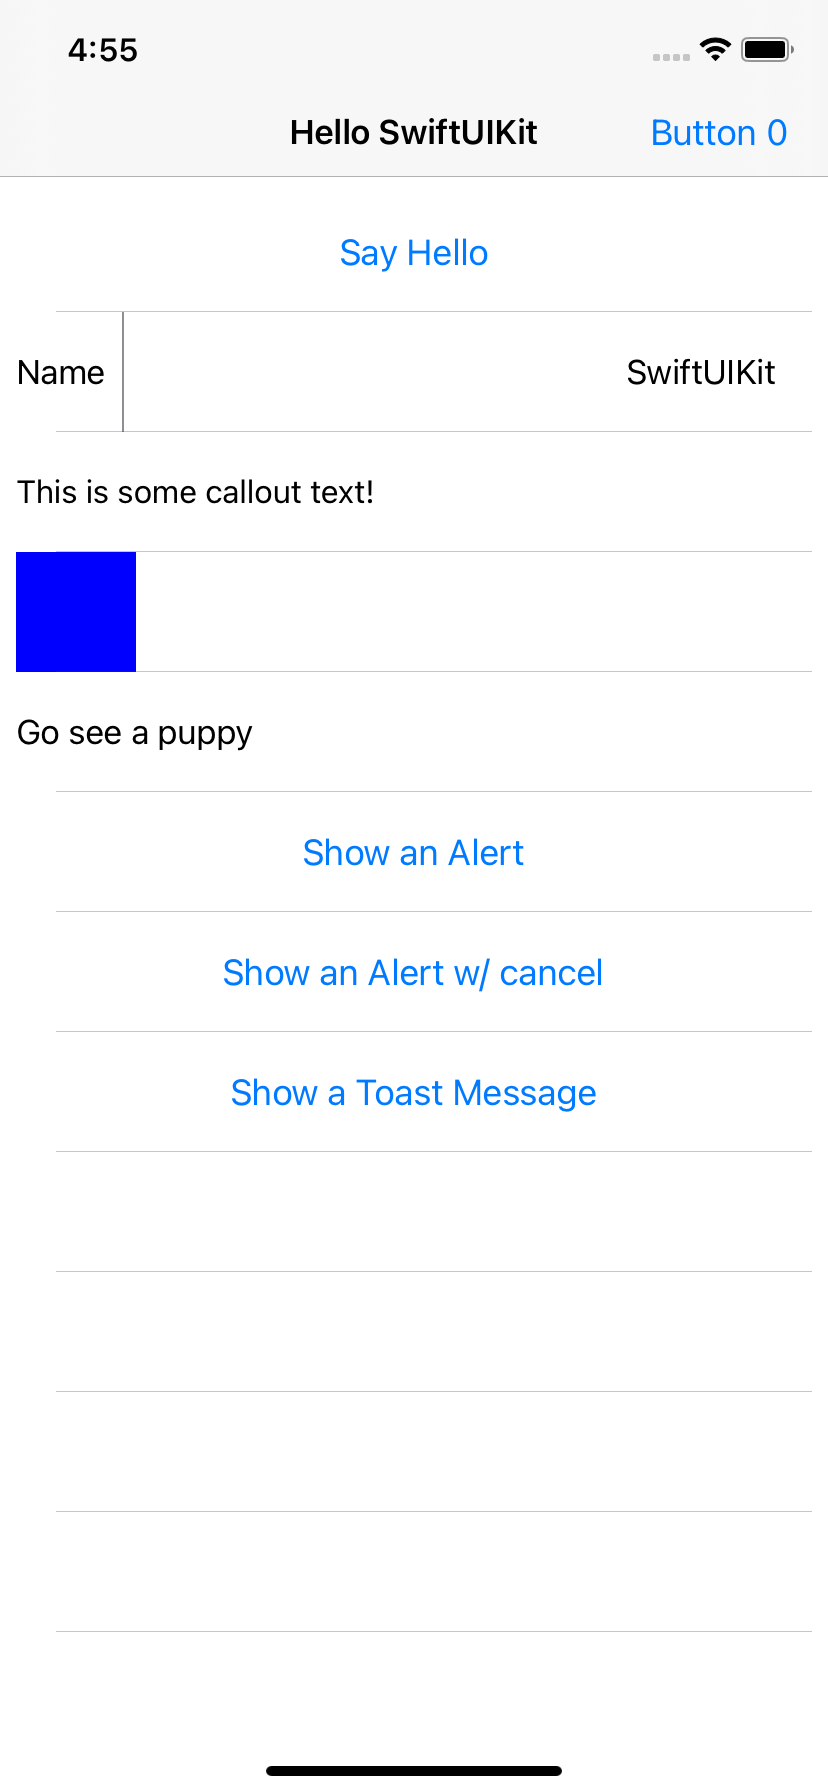 4:55
Hello SwiftUIKit
Button 0
Say Hello
Name
SwiftUIKit
This is some callout text!
Go see a puppy
Show an Alert
Show an Alert w/ cancel
Show a Toast Message